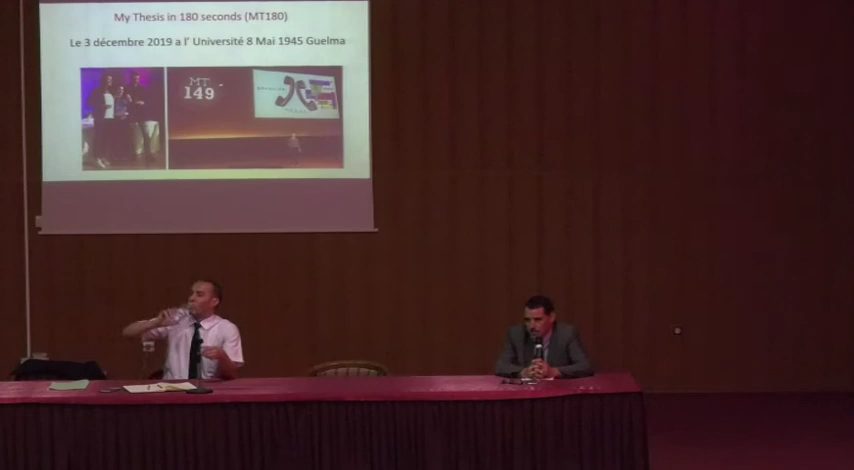 My Thesis in 180 seconds (MT180)
Le 3 décembre 2019 a l' Université 8 Mai 1945 Guelma
MT
149